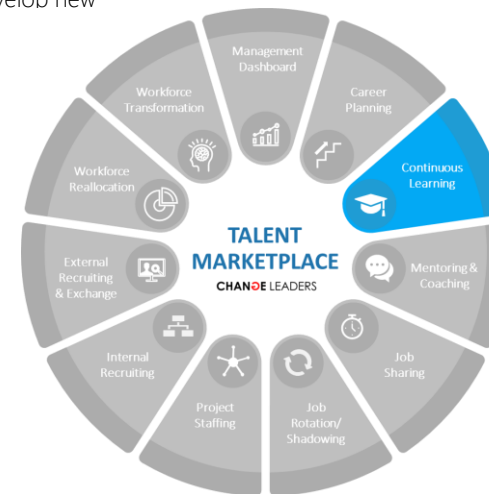 velop new
Management
Dashboard
Career
Planning
Continuous
Learning
Mentoring &
Coaching
Job
Sharing
Job
Rotation/
Shadowing
Project
Staffing
Internal
Recruiting
External
Recruiting
& Exchange
Workforce
Reallocation
Workforce
Transformation
TALENT
MARKETPLACE
CHANGE LEADERS